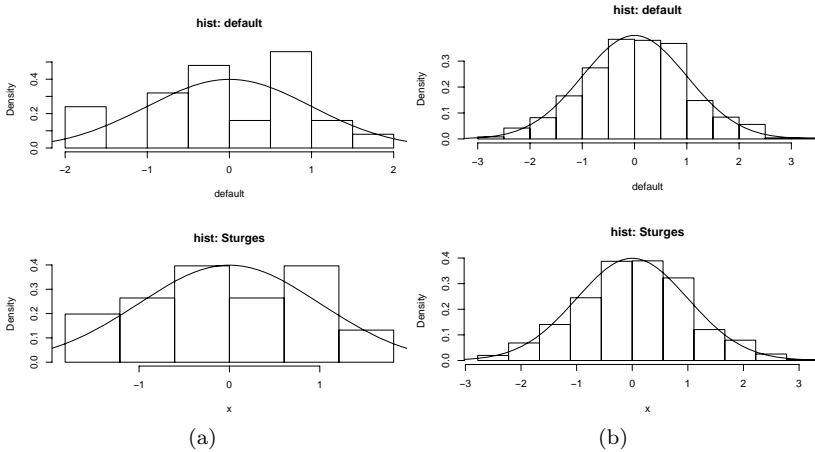 hist: default
Density
0.0 0.2 0.4
−2 −1 0 1 2
default
hist: Sturges
Density
0.0 0.1 0.2 0.3 0.4
−1 0 1
x
(a)
hist: default
Density
0.0 0.1 0.2 0.3
−3 −2 −1 0 1 2 3
default
hist: Sturges
Density
0.0 0.1 0.2 0.3 0.4
−3 −2 −1 0 1 2 3
x
(b)